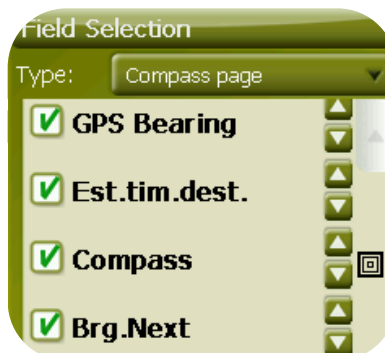 Field Selection
Type: Compass page
GPS Bearing
Est.tim.dest.
Compass
Brg.Next